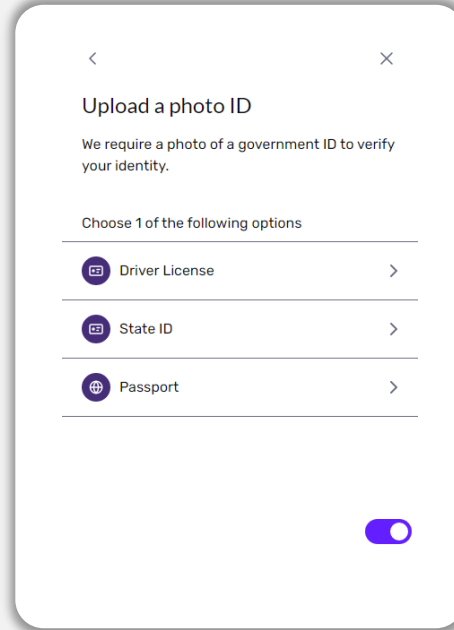 Upload a photo ID
We require a photo of a government ID to verify
your identity.
Choose 1 of the following options
Driver License
State ID
Passport